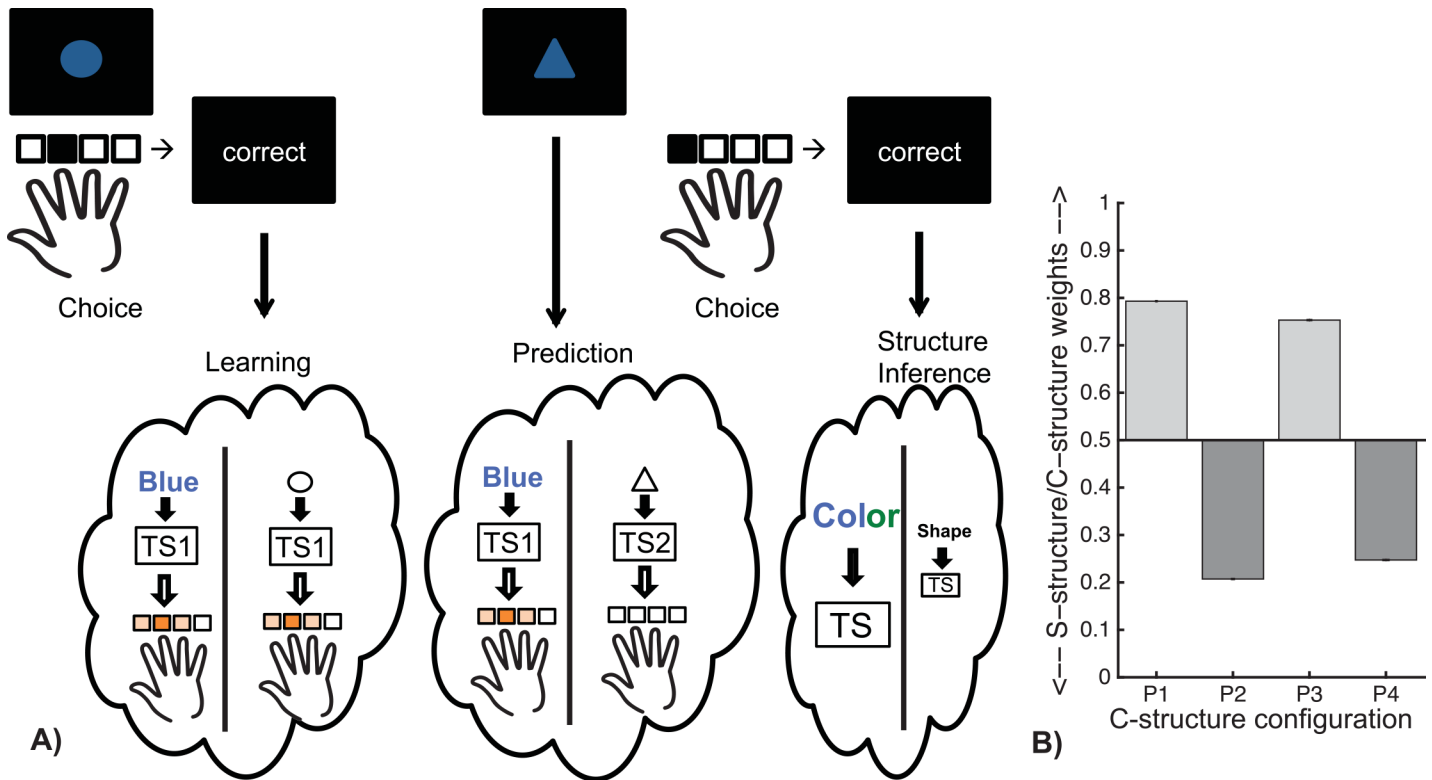 correct
Choice
correct
Choice
Learning
Prediction
Structure
Inference
Blue
TS1
TS1
Blue
TS1
TS2
Color
TS
Shape
TS
A)
<–– S−structure/C−structure weights ––>
1
0.9
0.8
0.7
0.6
0.5
0.4
0.3
0.2
0.1
0
P1 P2 P3 P4
C-structure configuration
B)